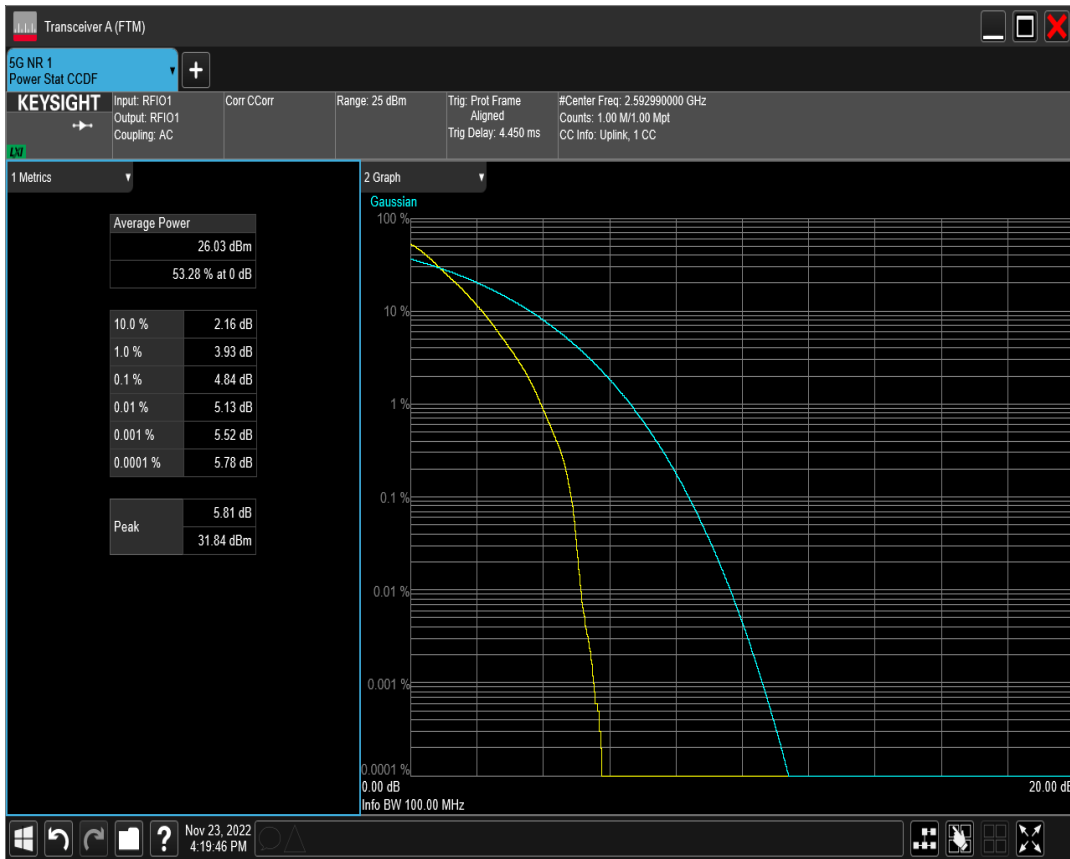 Transceiver A (FTM)
5G NR 1
Power Stat CCDF
+
KEYSIGHT
LXI
Input: RFIO1
Output: RFIO1
Coupling: AC
Corr CCorr
Range: 25 dBm
Trig: Prot Frame
Aligned
Trig Delay: 4.450 ms
#Center Freq: 2.592990000 GHz
Counts: 1.00 M/1.00 Mpt
CC Info: Uplink, 1 CC
1 Metrics
Average Power
26.03 dBm
53.28 % at 0 dB
10.0 % 2.16 dB
1.0 % 3.93 dB
0.1 % 4.84 dB
0.01 % 5.13 dB
0.001 % 5.52 dB
0.0001 % 5.78 dB
Peak 5.81 dB
31.84 dBm
2 Graph
Gaussian
100 %
10 %
1 %
0.1 %
0.01 %
0.001 %
0.0001 %
0.00 dB 20.00 dB
Info BW 100.00 MHz
?
Nov 23, 2022
4:19:46 PM